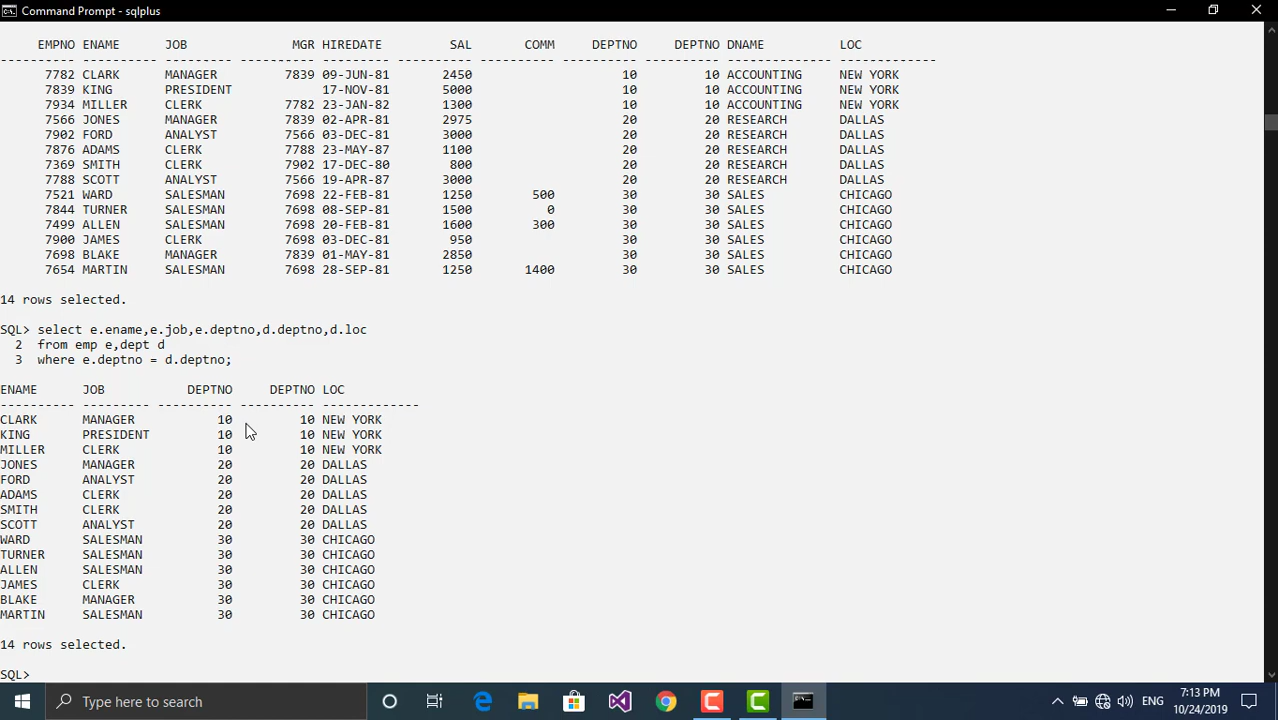 Command Prompt - sqlplus
EMPNO ENAME JOB MGR HIREDATE SAL COMM DEPTNO DEPTNO DNAME LOC
---------- ---------- --------- ---------- --------- ---------- ---------- ---------- ---------- -------------- -------------
7782 CLARK MANAGER 7839 09-JUN-81 2450 10 10 ACCOUNTING NEW YORK
7839 KING PRESIDENT 17-NOV-81 5000 10 10 ACCOUNTING NEW YORK
7934 MILLER CLERK 7782 23-JAN-82 1300 10 10 ACCOUNTING NEW YORK
7566 JONES MANAGER 7839 02-APR-81 2975 20 20 RESEARCH DALLAS
7902 FORD ANALYST 7566 03-DEC-81 3000 20 20 RESEARCH DALLAS
7876 ADAMS CLERK 7788 23-MAY-87 1100 20 20 RESEARCH DALLAS
7369 SMITH CLERK 7902 17-DEC-80 800 20 20 RESEARCH DALLAS
7788 SCOTT ANALYST 7566 19-APR-87 3000 20 20 RESEARCH DALLAS
7521 WARD SALESMAN 7698 22-FEB-81 1250 500 30 30 SALES CHICAGO
7844 TURNER SALESMAN 7698 08-SEP-81 1500 0 30 30 SALES CHICAGO
7499 ALLEN SALESMAN 7698 20-FEB-81 1600 300 30 30 SALES CHICAGO
7900 JAMES CLERK 7698 03-DEC-81 950 30 30 SALES CHICAGO
7698 BLAKE MANAGER 7839 01-MAY-81 2850 30 30 SALES CHICAGO
7654 MARTIN SALESMAN 7698 28-SEP-81 1250 1400 30 30 SALES CHICAGO
14 rows selected.
SQL> select e.ename,e.job,e.deptno,d.deptno,d.loc
2 from emp e,dept d
3 where e.deptno = d.deptno;
ENAME JOB DEPTNO DEPTNO LOC
---------- --------- ---------- ---------- -------------
CLARK MANAGER 10 10 NEW YORK
KING PRESIDENT 10 10 NEW YORK
MILLER CLERK 10 10 NEW YORK
JONES MANAGER 20 20 DALLAS
FORD ANALYST 20 20 DALLAS
ADAMS CLERK 20 20 DALLAS
SMITH CLERK 20 20 DALLAS
SCOTT ANALYST 20 20 DALLAS
WARD SALESMAN 30 30 CHICAGO
TURNER SALESMAN 30 30 CHICAGO
ALLEN SALESMAN 30 30 CHICAGO
JAMES CLERK 30 30 CHICAGO
BLAKE MANAGER 30 30 CHICAGO
MARTIN SALESMAN 30 30 CHICAGO
14 rows selected.
SQL>
Type here to search
ENG
7:13 PM
10/24/2019